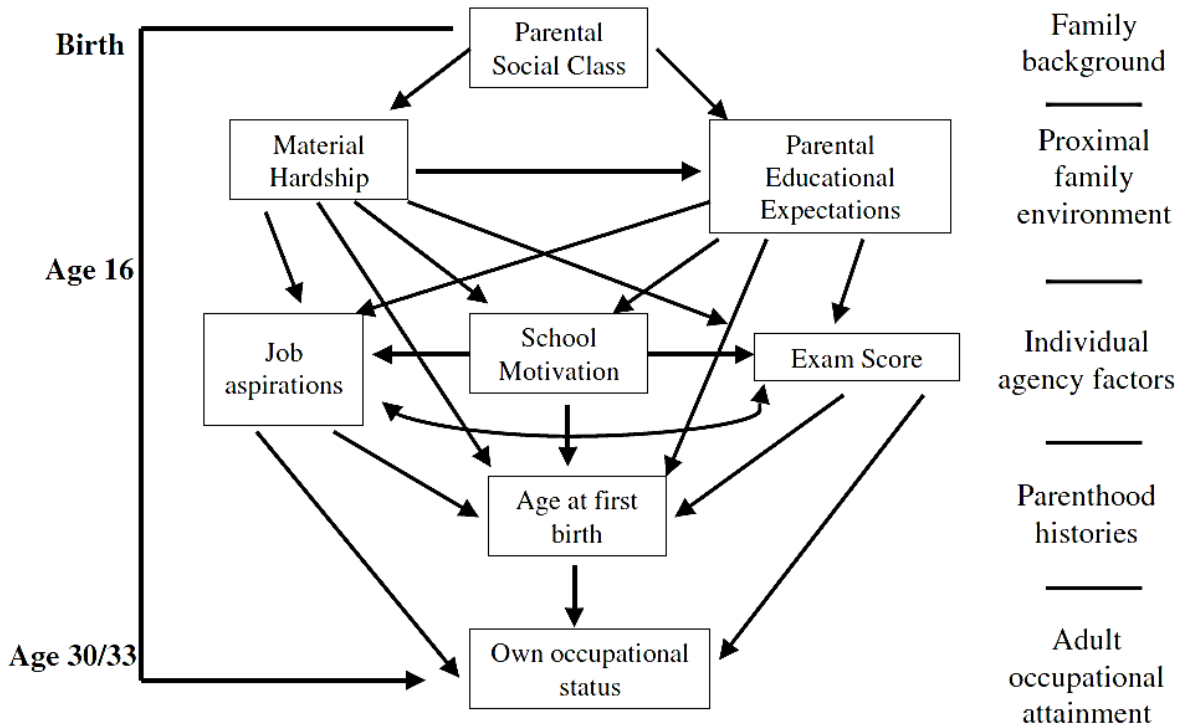 Birth
Parental
Social Class
Family
background
Material
Hardship
Parental
Educational
Expectations
Proximal
family
environment
Age 16
Job
aspirations
School
Motivation
Exam Score
Individual
agency factors
Age at first
birth
Parenthood
histories
Age 30/33
Own occupational
status
Adult
occupational
attainment